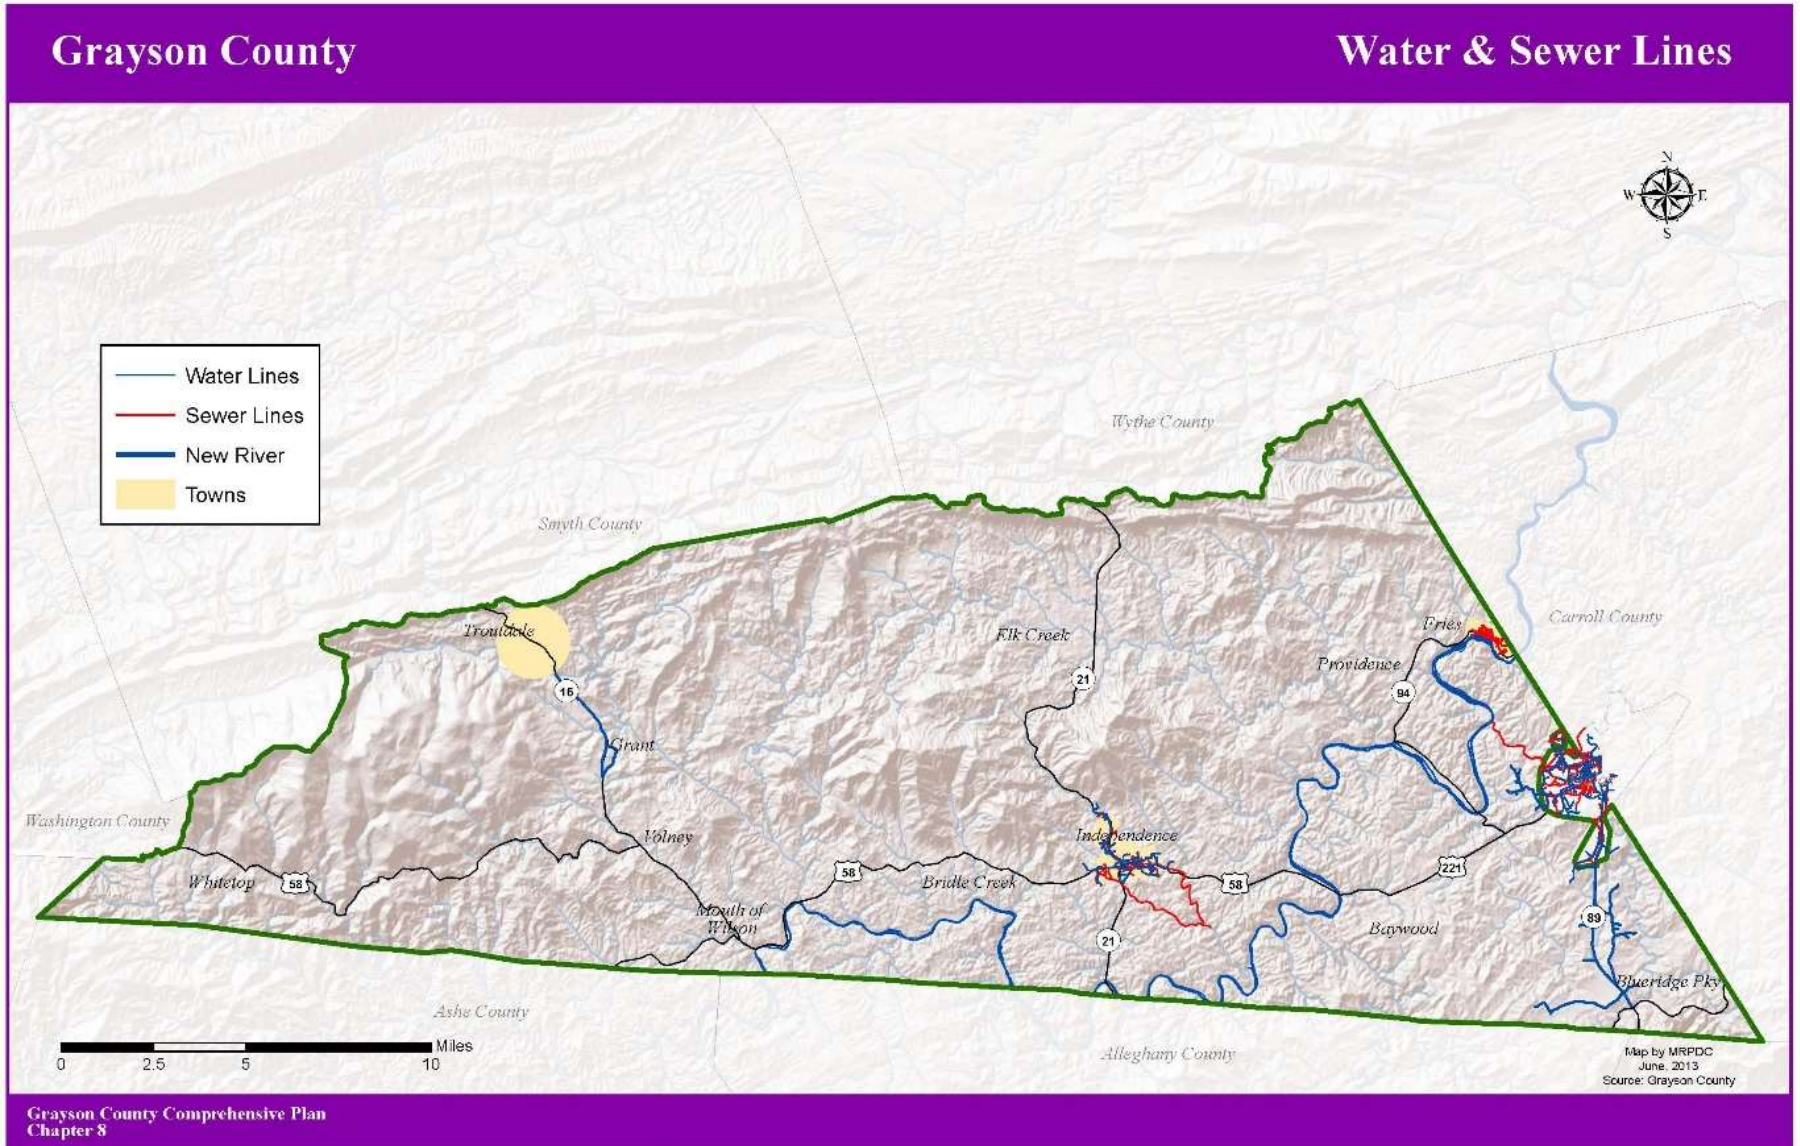 Grayson County
Water & Sewer Lines
N
W
E
S
Water Lines
Sewer Lines
New River
Towns
Wythe County
Smyth County
Troutdale
Elk Creek
Fries
Carroll County
Providence
16
21
94
Grant
Washington County
Volney
Independence
Whitetop
58
58
Bridle Creek
58
221
Mouth of
Wilson
21
Baywood
89
Blueridge Pky
Ashe County
Alleghany County
Miles
0
2.5
5
10
Map by MRPDC
June, 2013
Source: Grayson County
Grayson County Comprehensive Plan
Chapter 8